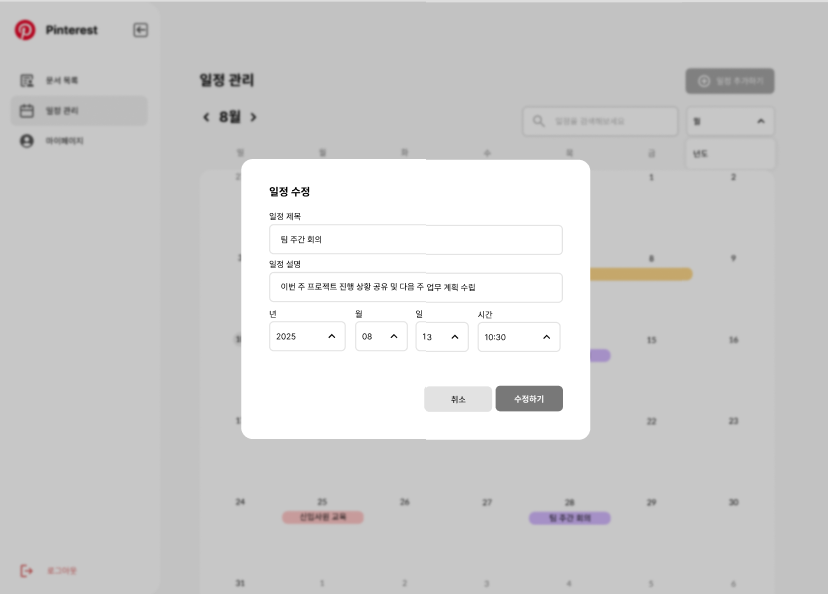 Pinterest
문서 목록
일정 관리
마이페이지
로그아웃
일정 관리
일정 추가하기
8월
일정을 검색해보세요
월
년도
월 일 화 수 목 금
1 2
8 9
15 16
22 23
24 25 26 27 28 29 30
신입사원 교육
팀 주간 회의
31 1 2 3 4 5 6
일정 수정
일정 제목
팀 주간 회의
일정 설명
이번 주 프로젝트 진행 상황 공유 및 다음 주 업무 계획 수립
년 월 일 시간
2025 08 13 10:30
취소 수정하기